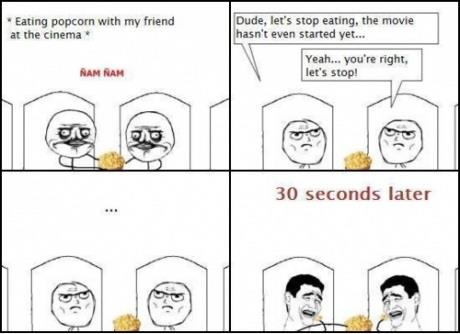 * Eating popcorn with my friend
at the cinema *
ÑAM ÑAM
Dude, let's stop eating, the movie
hasn't even started yet...
Yeah... you're right,
let's stop!
...
30 seconds later